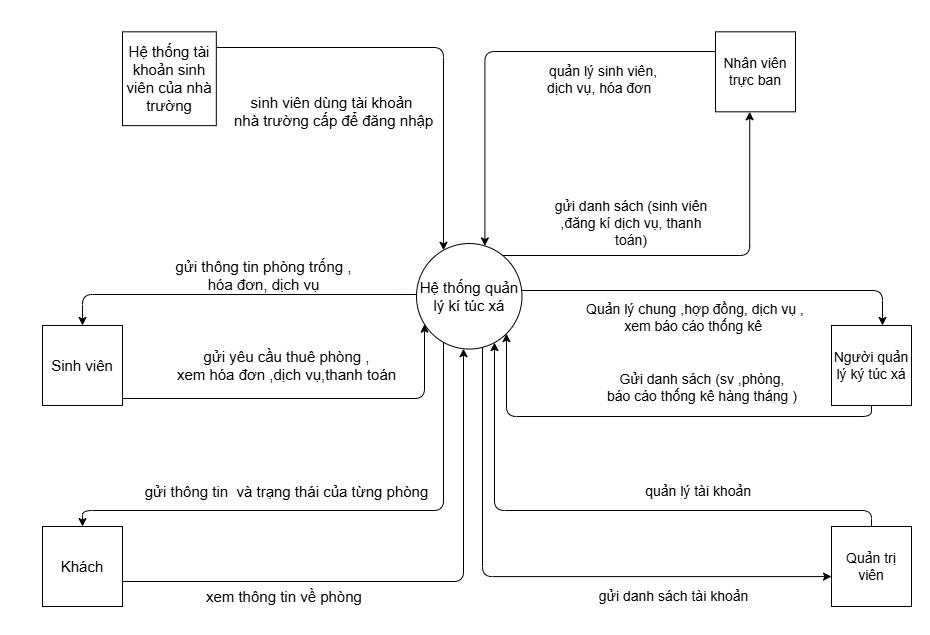 Hệ thống tài
khoản sinh
viên của nhà
trường
sinh viên dùng tài khoản
nhà trường cấp để đăng nhập
quản lý sinh viên,
dịch vụ, hóa đơn
Nhân viên
trực ban
gửi danh sách (sinh viên
,đăng kí dịch vụ, thanh
toán)
gửi thông tin phòng trống ,
hóa đơn, dịch vụ
Hệ thống quản
lý kí túc xá
Quản lý chung ,hợp đồng, dịch vụ ,
xem báo cáo thống kê
Sinh viên
gửi yêu cầu thuê phòng ,
xem hóa đơn ,dịch vụ,thanh toán
Gửi danh sách (sv ,phòng,
báo cáo thống kê hàng tháng )
Người quản
lý ký túc xá
gửi thông tin  và trạng thái của từng phòng
quản lý tài khoản
Khách
xem thông tin về phòng
Quản trị
viên
gửi danh sách tài khoản